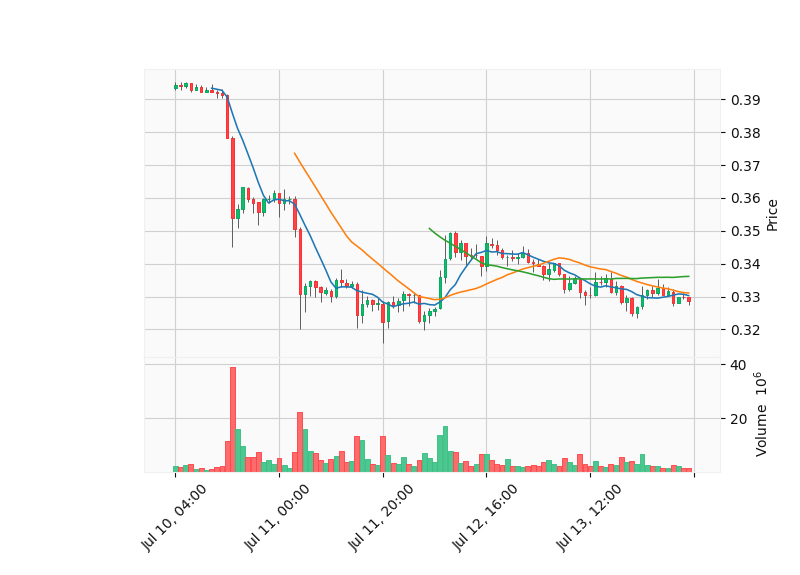 0.39
0.38
0.37
0.36
0.35
0.34
0.33
0.32
Price
40
20
Volume 10^6
Jul 10, 04:00
Jul 11, 00:00
Jul 11, 20:00
Jul 12, 16:00
Jul 13, 12:00